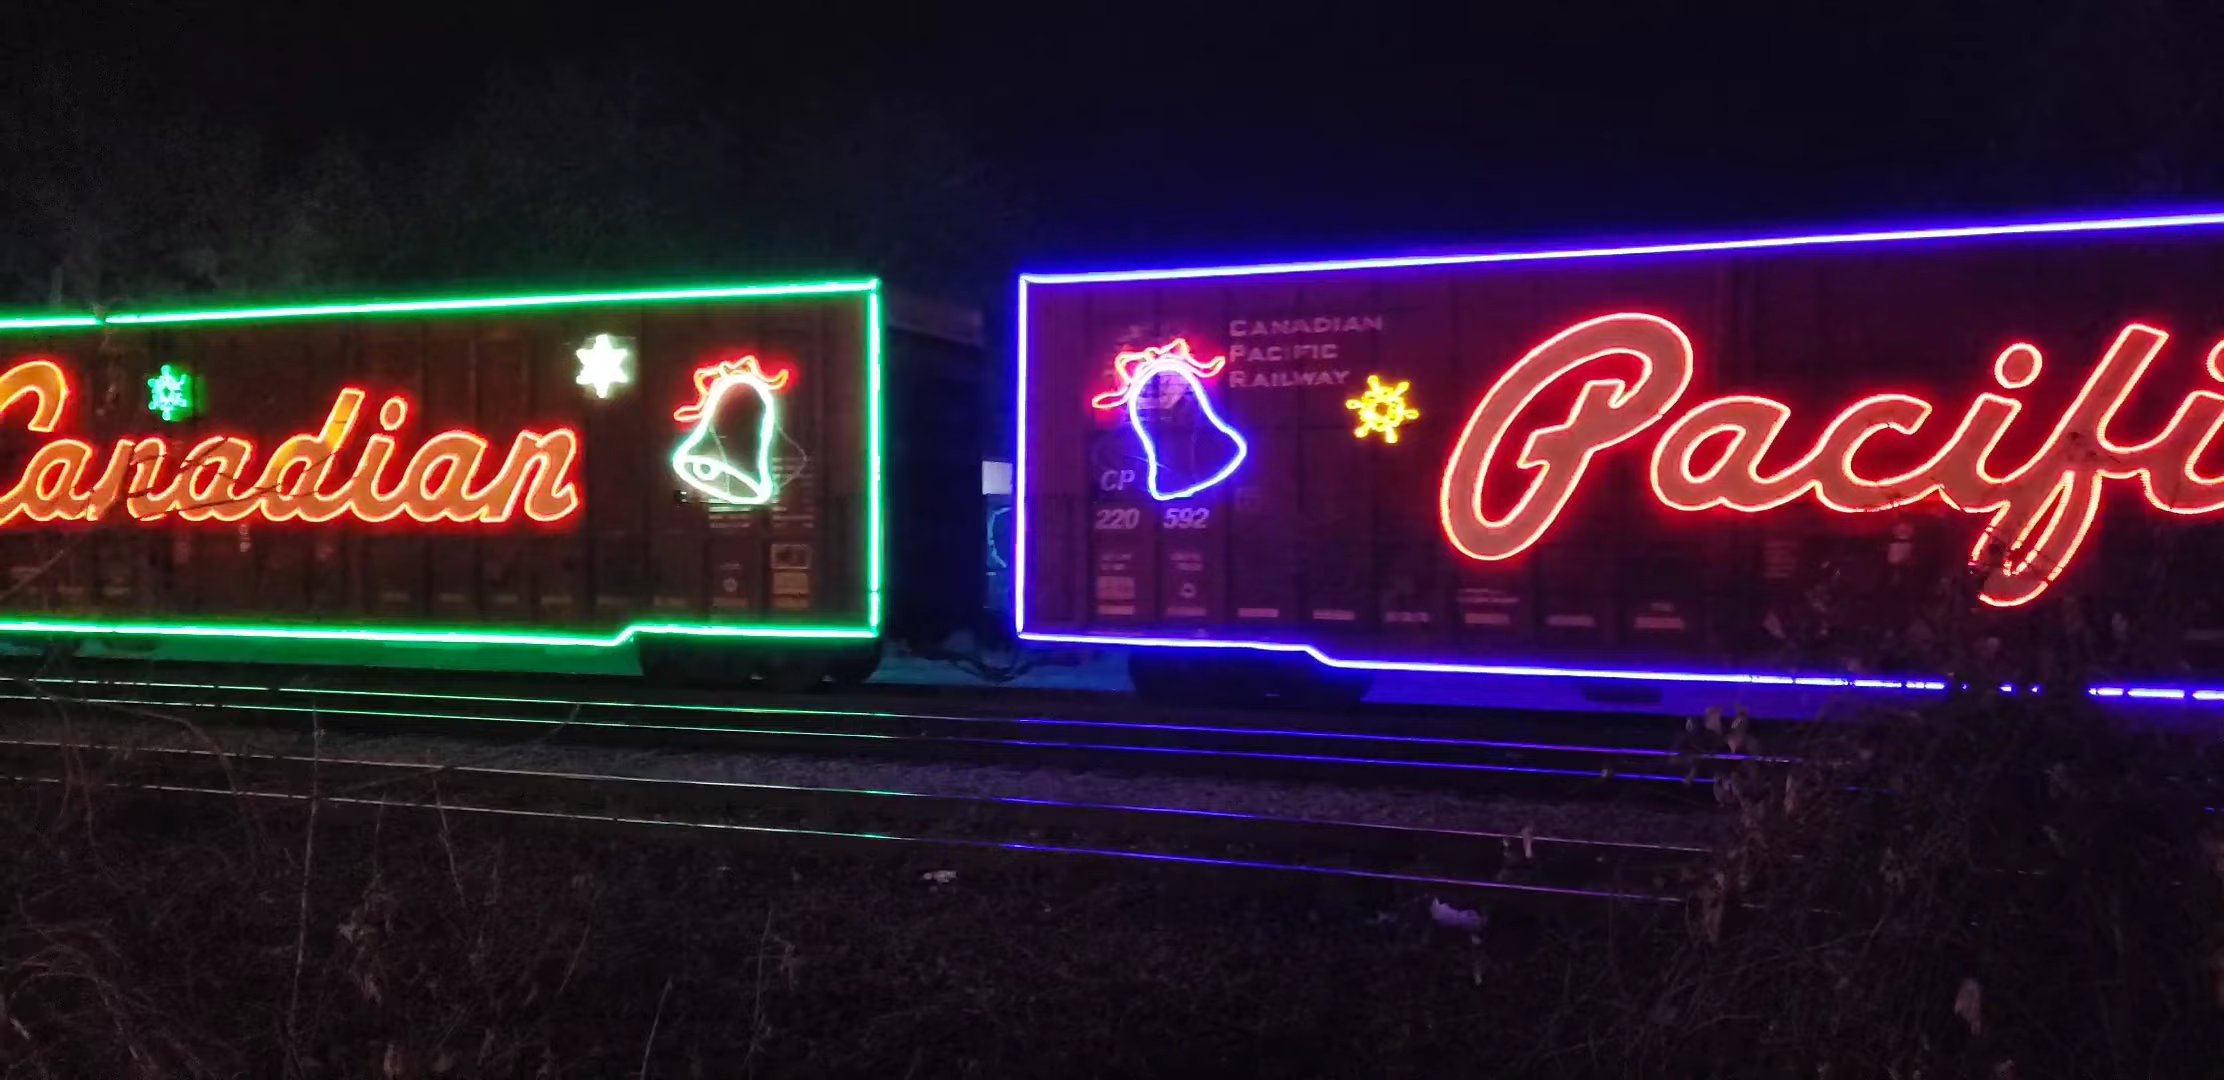 Canadian
CANADIAN
PACIFIC
RAILWAY
Pacifi
CP
220 592